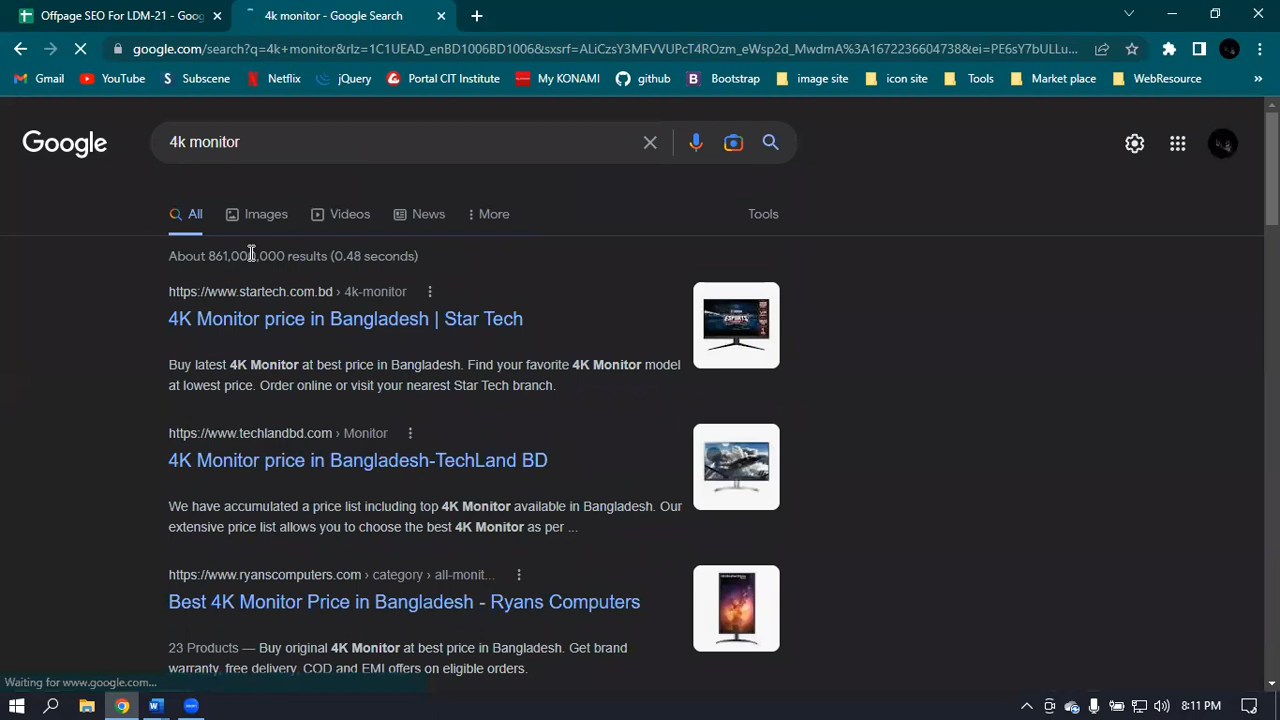 Offpage SEO For LDM-21 - Goog
4k monitor - Google Search
google.com/search?q=4k+monitor&rlz=1C1UEAD_enBD1006BD1006&sxsrf=ALiCzsY3MFVVUPcT4ROzm_eWsp2d_MwdmA%3A1672236604738&ei=PE6sY7bULLu...
Gmail YouTube Subscene Netflix jQuery Portal CIT Institute My KONAMI github Bootstrap image site icon site Tools Market place WebResource »
Google 4k monitor
All Images Videos News More Tools
About 861,000,000 results (0.48 seconds)
https://www.startech.com.bd › 4k-monitor
4K Monitor price in Bangladesh | Star Tech
Buy latest 4K Monitor at best price in Bangladesh. Find your favorite 4K Monitor model
at lowest price. Order online or visit your nearest Star Tech branch.
https://www.techlandbd.com › Monitor
4K Monitor price in Bangladesh-TechLand BD
We have accumulated a price list including top 4K Monitor available in Bangladesh. Our
extensive price list allows you to choose the best 4K Monitor as per ...
https://www.ryanscomputers.com › category › all-monit...
Best 4K Monitor Price in Bangladesh - Ryans Computers
23 Products — Buy original 4K Monitor at best price in Bangladesh. Get brand
warranty, free delivery, COD and EMI offers on eligible orders.
Waiting for www.google.com...
8:11 PM